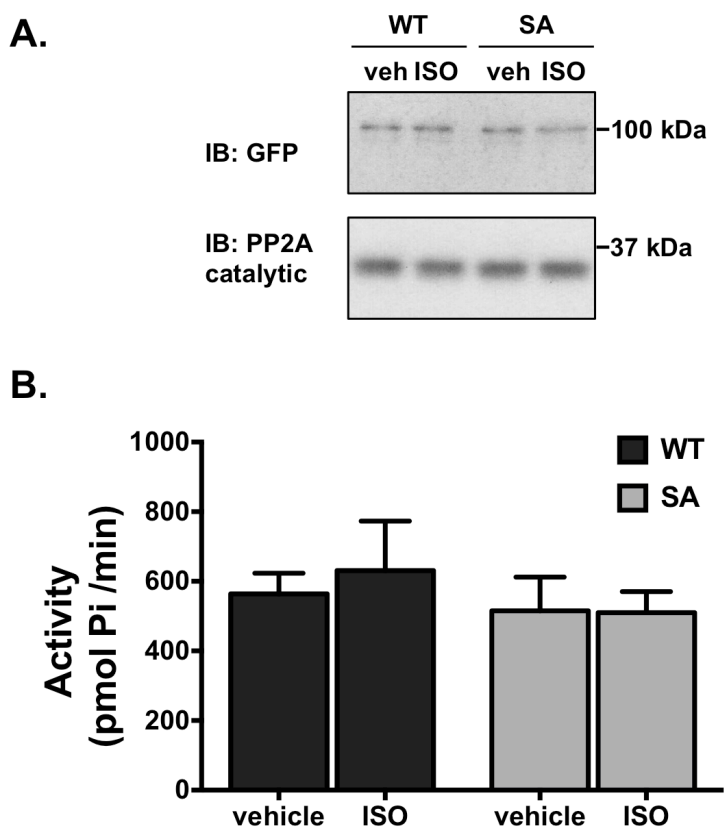 A.
WT SA
veh ISO veh ISO
IB: GFP
100 kDa
IB: PP2A
catalytic
37 kDa
B.
1000
800
600
400
200
0
Activity
(pmol Pi /min)
WT
SA
vehicle ISO vehicle ISO